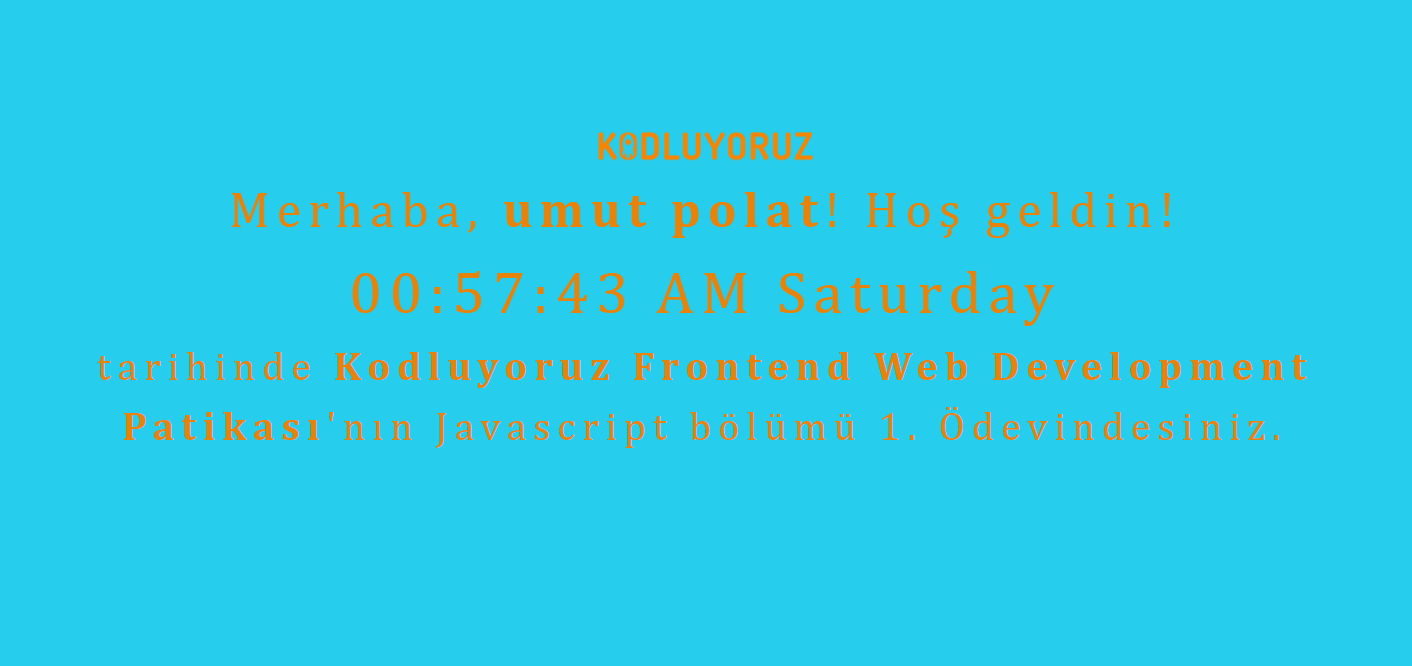 KODLUYORUZ
Merhaba, umut polat! Hoş geldin!
00:57:43 AM Saturday
tarihinde Kodluyoruz Frontend Web Development
Patikası'nın Javascript bölümü 1. Ödevindesiniz.